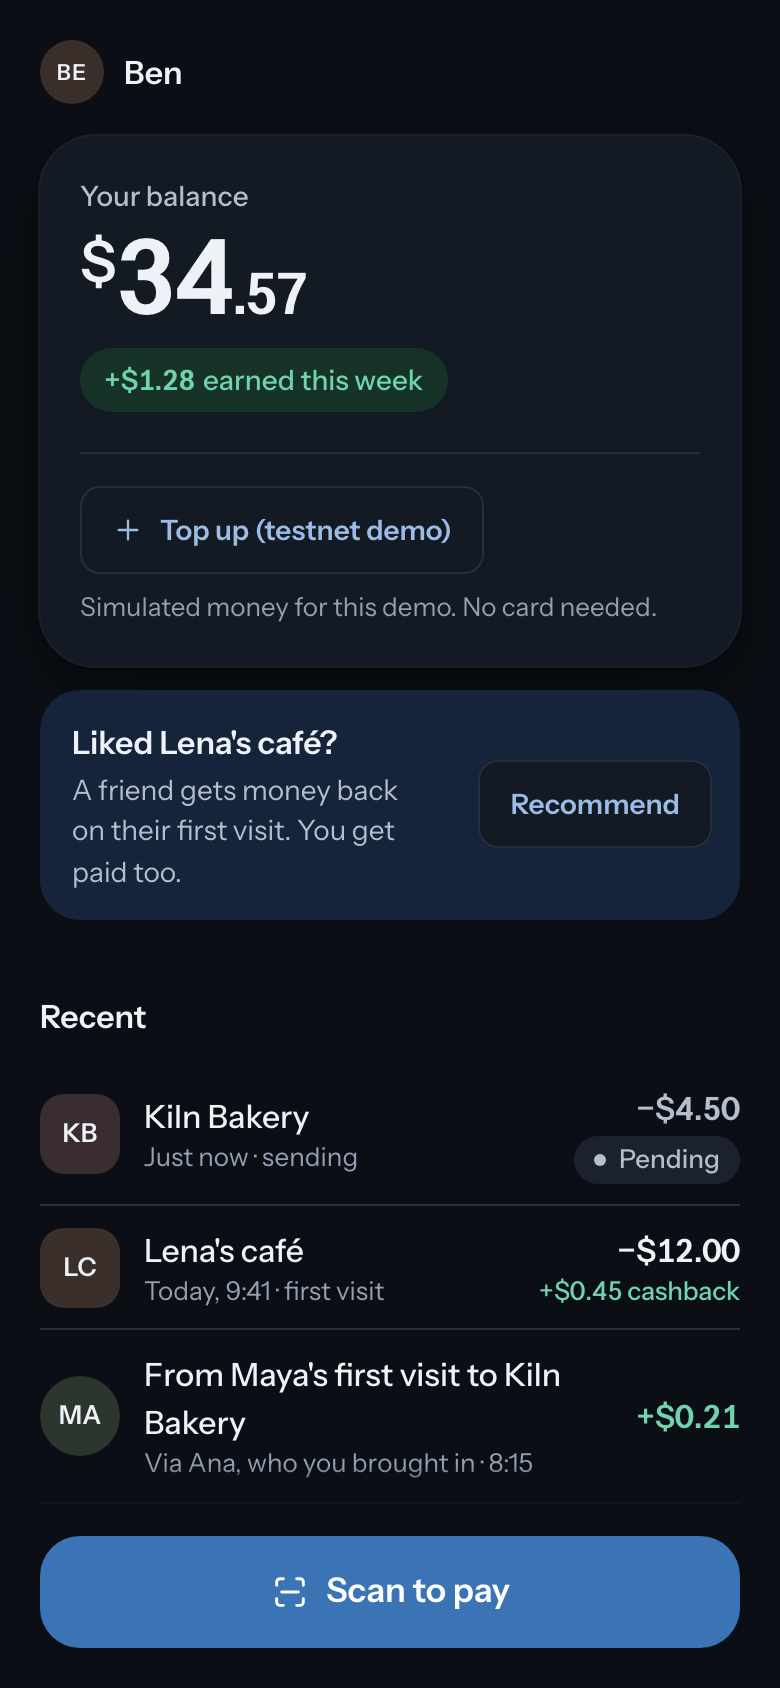 BE
Ben
Your balance
$34.57
+$1.28 earned this week
+ Top up (testnet demo)
Simulated money for this demo. No card needed.
Liked Lena's café?
A friend gets money back
on their first visit. You get
paid too.
Recommend
Recent
KB
Kiln Bakery
Just now · sending
−$4.50
Pending
LC
Lena's café
Today, 9:41 · first visit
−$12.00
+$0.45 cashback
MA
From Maya's first visit to Kiln
Bakery
Via Ana, who you brought in · 8:15
+$0.21
Scan to pay